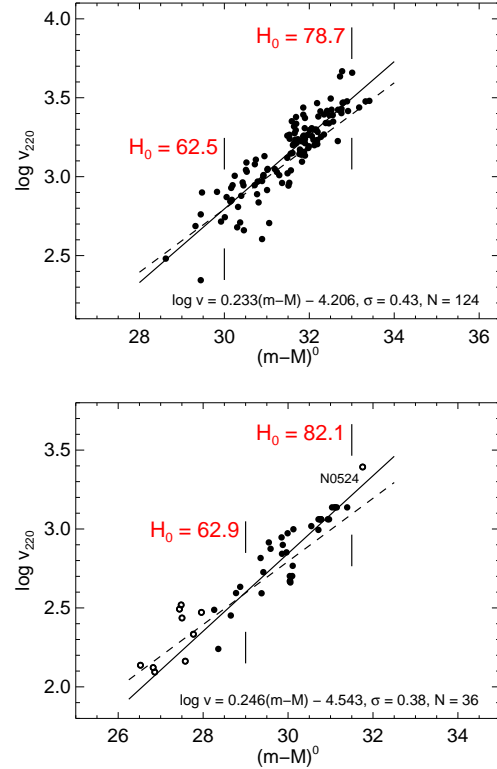 4.0
H₀ = 78.7
3.5
H₀ = 62.5
log v₂₂₀
3.0
2.5
log v = 0.233(m−M) − 4.206, σ = 0.43, N = 124
28 30 32 34 36
(m−M)⁰
3.5
H₀ = 82.1
N0524
3.0
H₀ = 62.9
log v₂₂₀
2.5
2.0
log v = 0.246(m−M) − 4.543, σ = 0.38, N = 36
26 28 30 32 34
(m−M)⁰